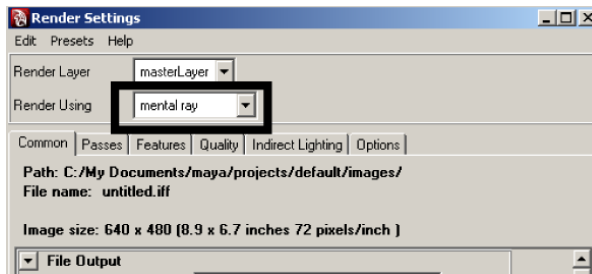 Render Settings
Edit Presets Help
Render Layer masterLayer
Render Using mental ray
Common Passes Features Quality Indirect Lighting Options
Path: C:/My Documents/maya/projects/default/images/
File name: untitled.iff
Image size: 640 x 480 (8.9 x 6.7 inches 72 pixels/inch )
File Output